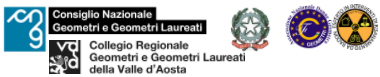 Consiglio Nazionale
Geometri e Geometri Laureati
Collegio Regionale
Geometri e Geometri Laureati
della Valle d'Aosta